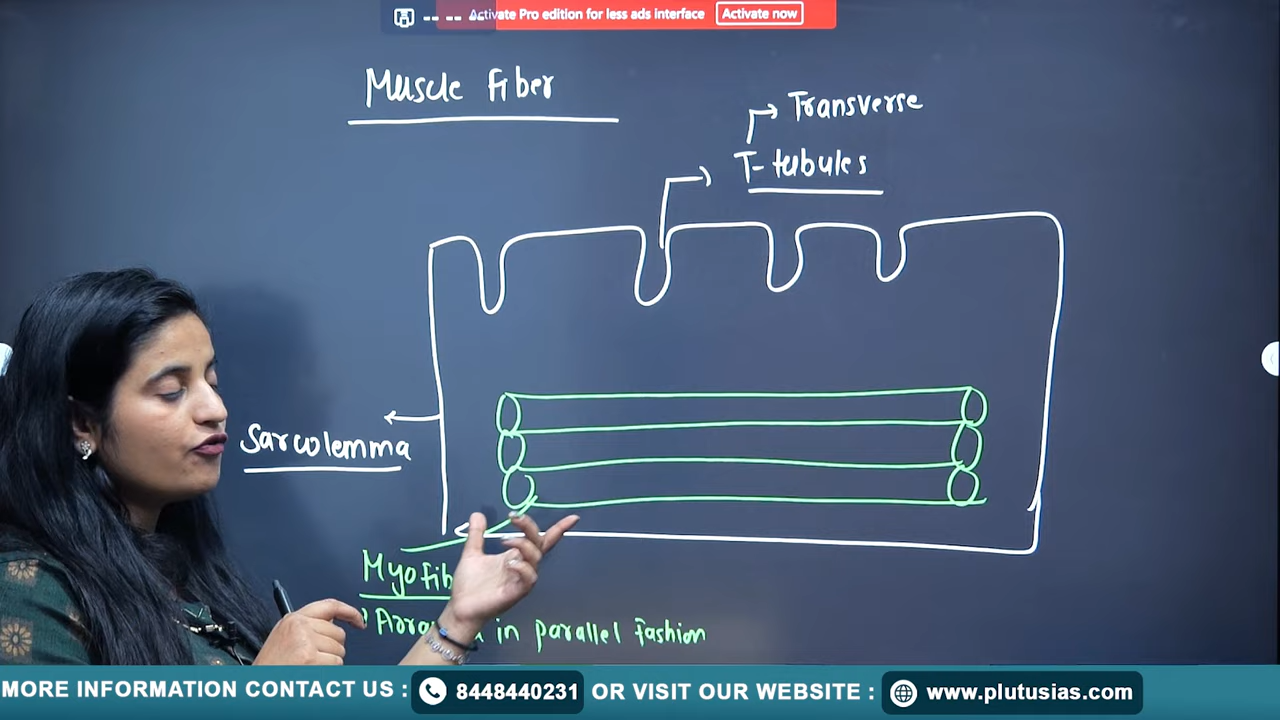 Activate Pro edition for less ads interface Activate now
Muscle fiber
Transverse
T-tubules
Sarcolemma
in parallel fashion
MORE INFORMATION CONTACT US : 8448440231 OR VISIT OUR WEBSITE : www.plutusias.com